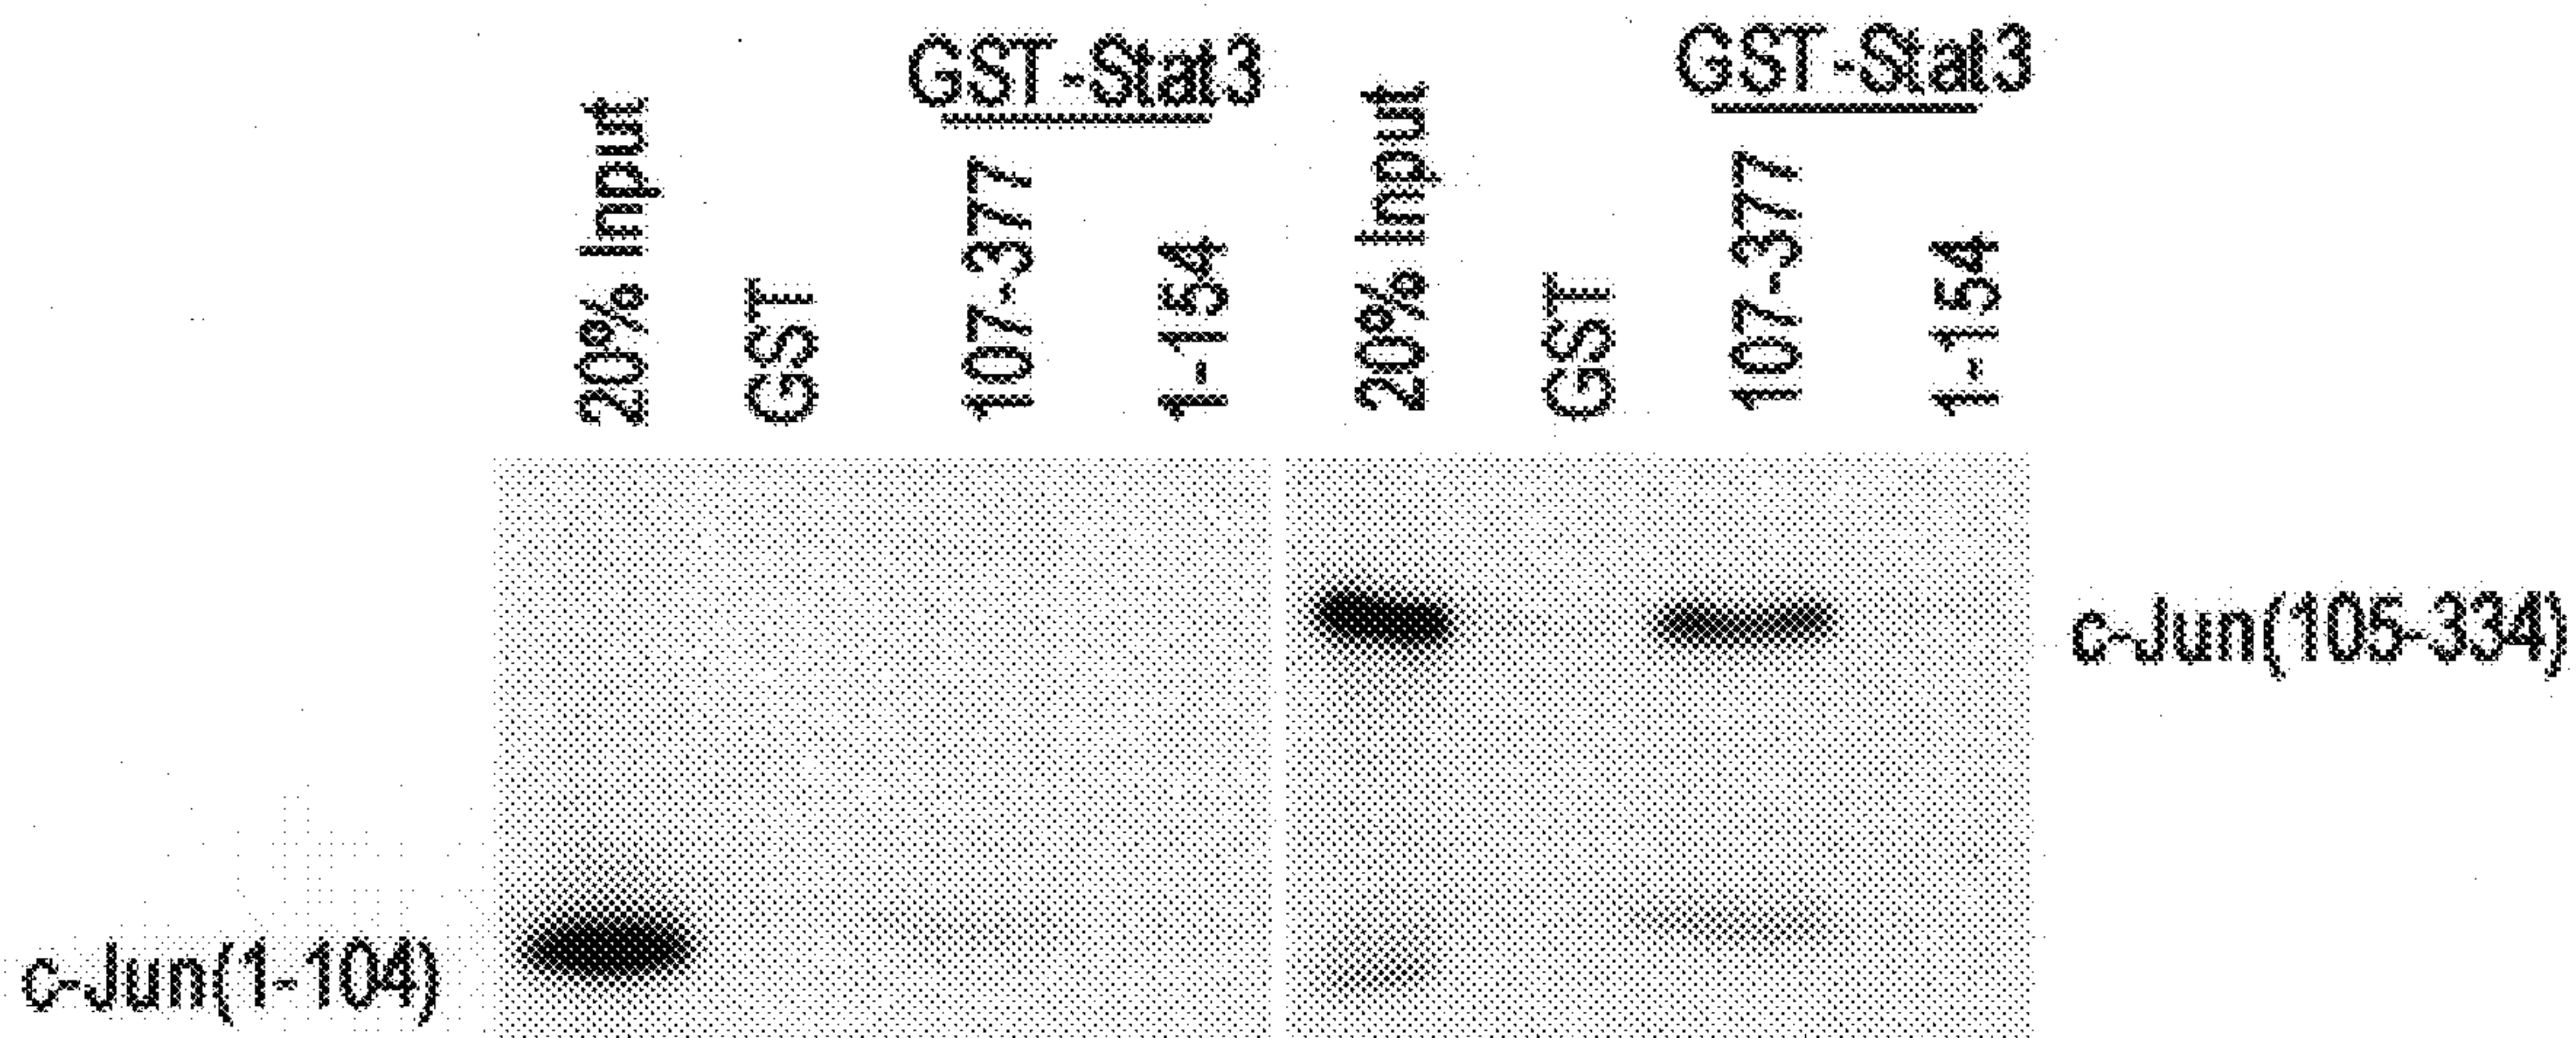 GST-Stat3
20% Input
GST
107-377
1-154
GST-Stat3
20% Input
GST
107-377
1-154
c-Jun(105-334)
c-Jun(1-104)